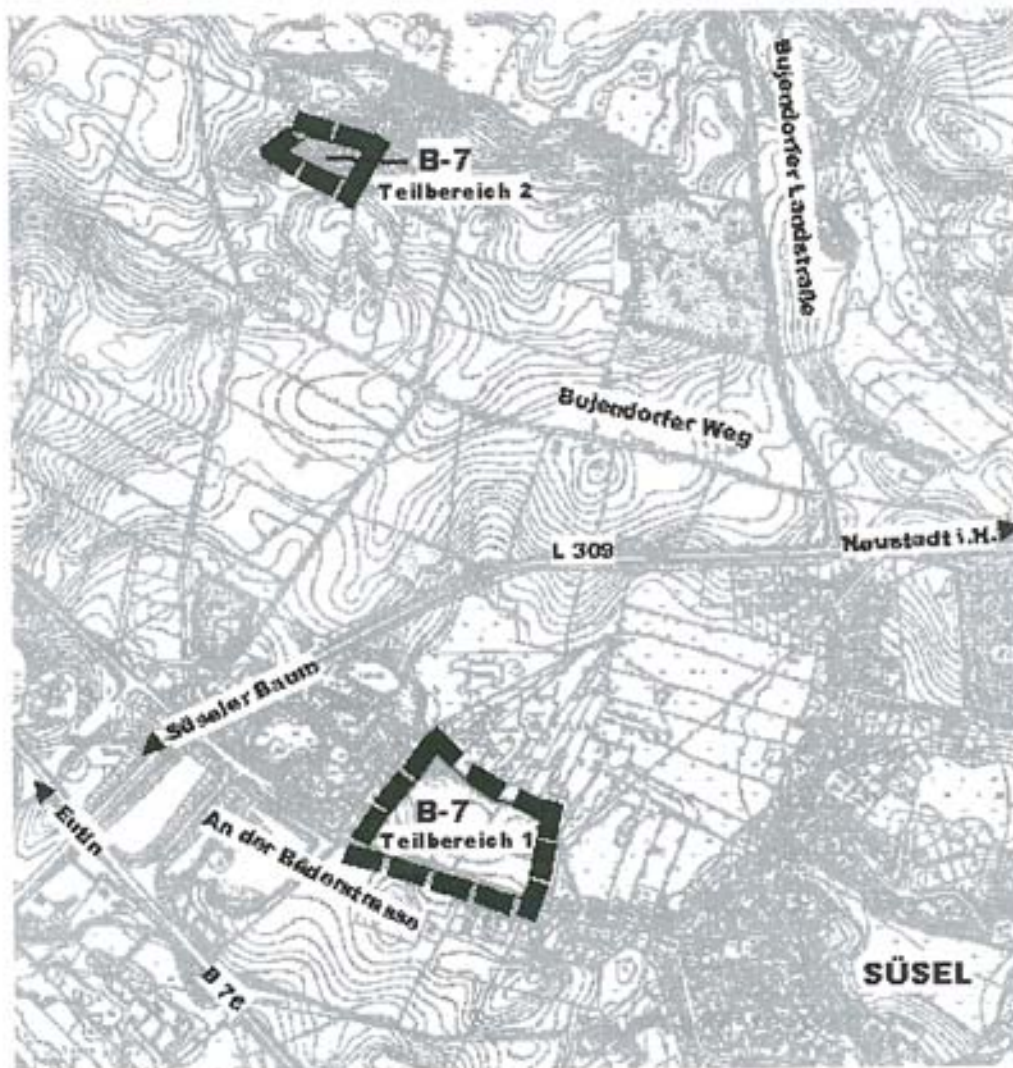 Bujendorfer Landstraße
B-7
Teilbereich 2
Bujendorfer Weg
L 309
Neustadt i.H.
Süseler Baum
B-7
Teilbereich 1
Eutin
An der Bäderstrasse
B 76
SÜSEL